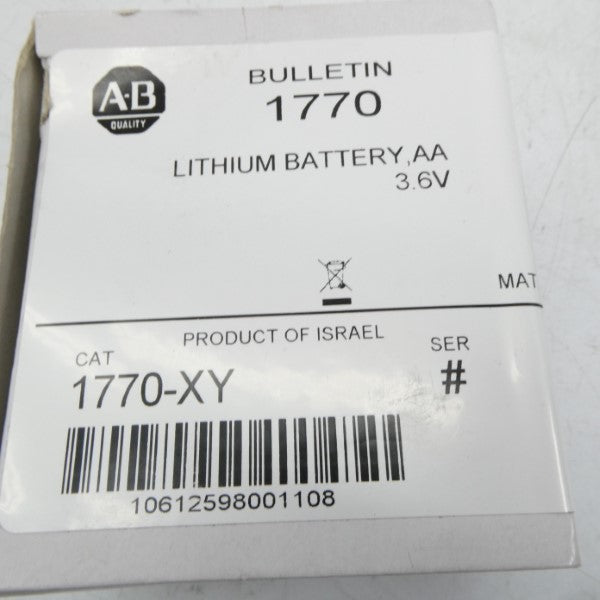 A·B
QUALITY
BULLETIN
1770
LITHIUM BATTERY,AA
3.6V
MAT
PRODUCT OF ISRAEL
CAT
SER
1770-XY
#
10612598001108